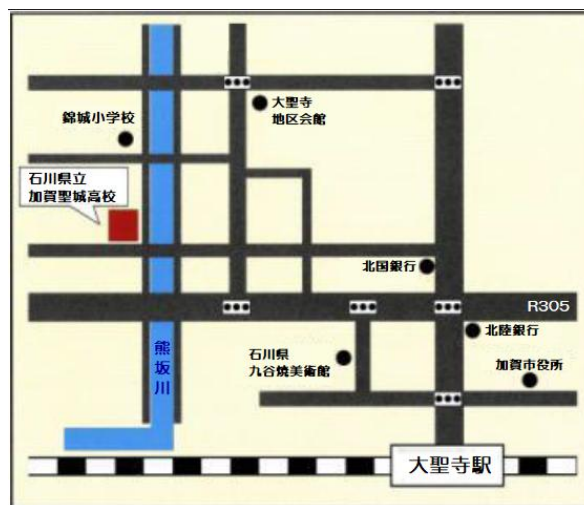 錦城小学校
大聖寺
地区会館
石川県立
加賀聖城高校
北国銀行
R305
北陸銀行
熊坂川
石川県
九谷焼美術館
加賀市役所
大聖寺駅